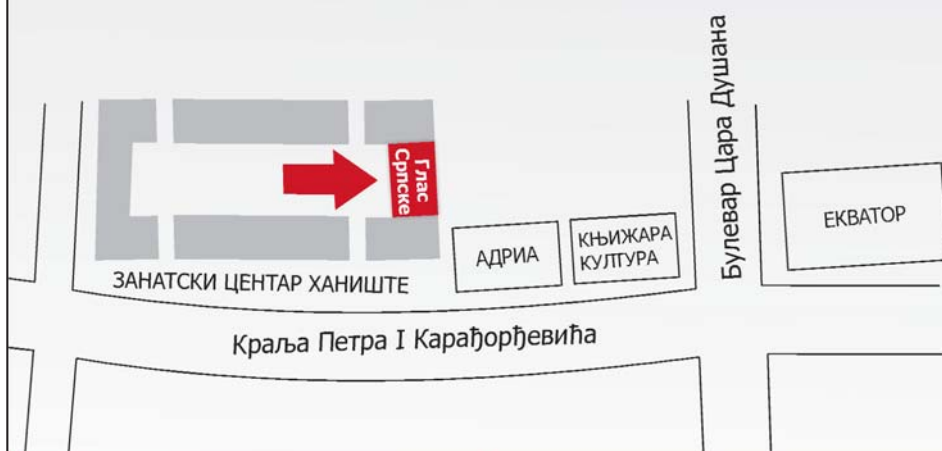 Булевар Цара Душана
Глас
Српске
ЕКВАТОР
АДРИА
КЊИЖАРА
КУЛТУРА
ЗАНАТСКИ ЦЕНТАР ХАНИШТЕ
Краља Петра I Карађорђевића